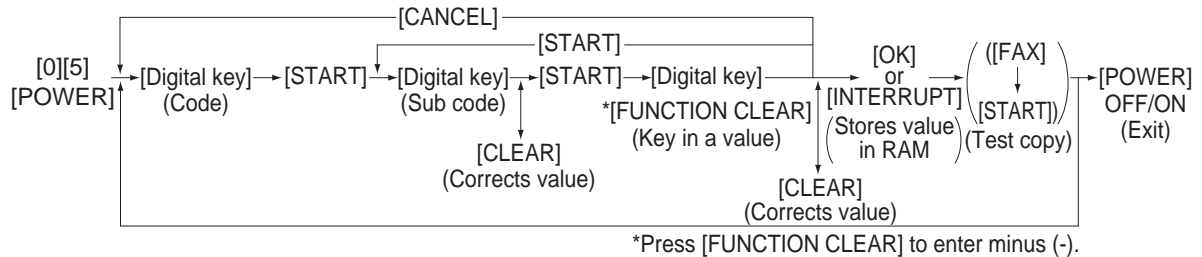 [CANCEL]
[START]
[0][5]
[POWER]
[Digital key]
(Code)
[START]
[Digital key]
(Sub code)
[CLEAR]
(Corrects value)
[START]
[Digital key]
*[FUNCTION CLEAR]
(Key in a value)
[CLEAR]
(Corrects value)
[OK]
or
[INTERRUPT]
(Stores value
in RAM)
([FAX]
[START])
(Test copy)
[POWER]
OFF/ON
(Exit)
*Press [FUNCTION CLEAR] to enter minus (-).